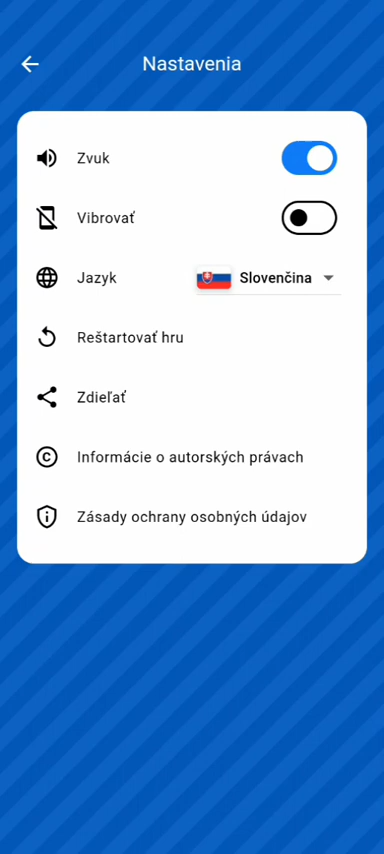 Nastavenia
Zvuk
Vibrovať
Jazyk
Slovenčina
Reštartovať hru
Zdieľať
Informácie o autorských právach
Zásady ochrany osobných údajov